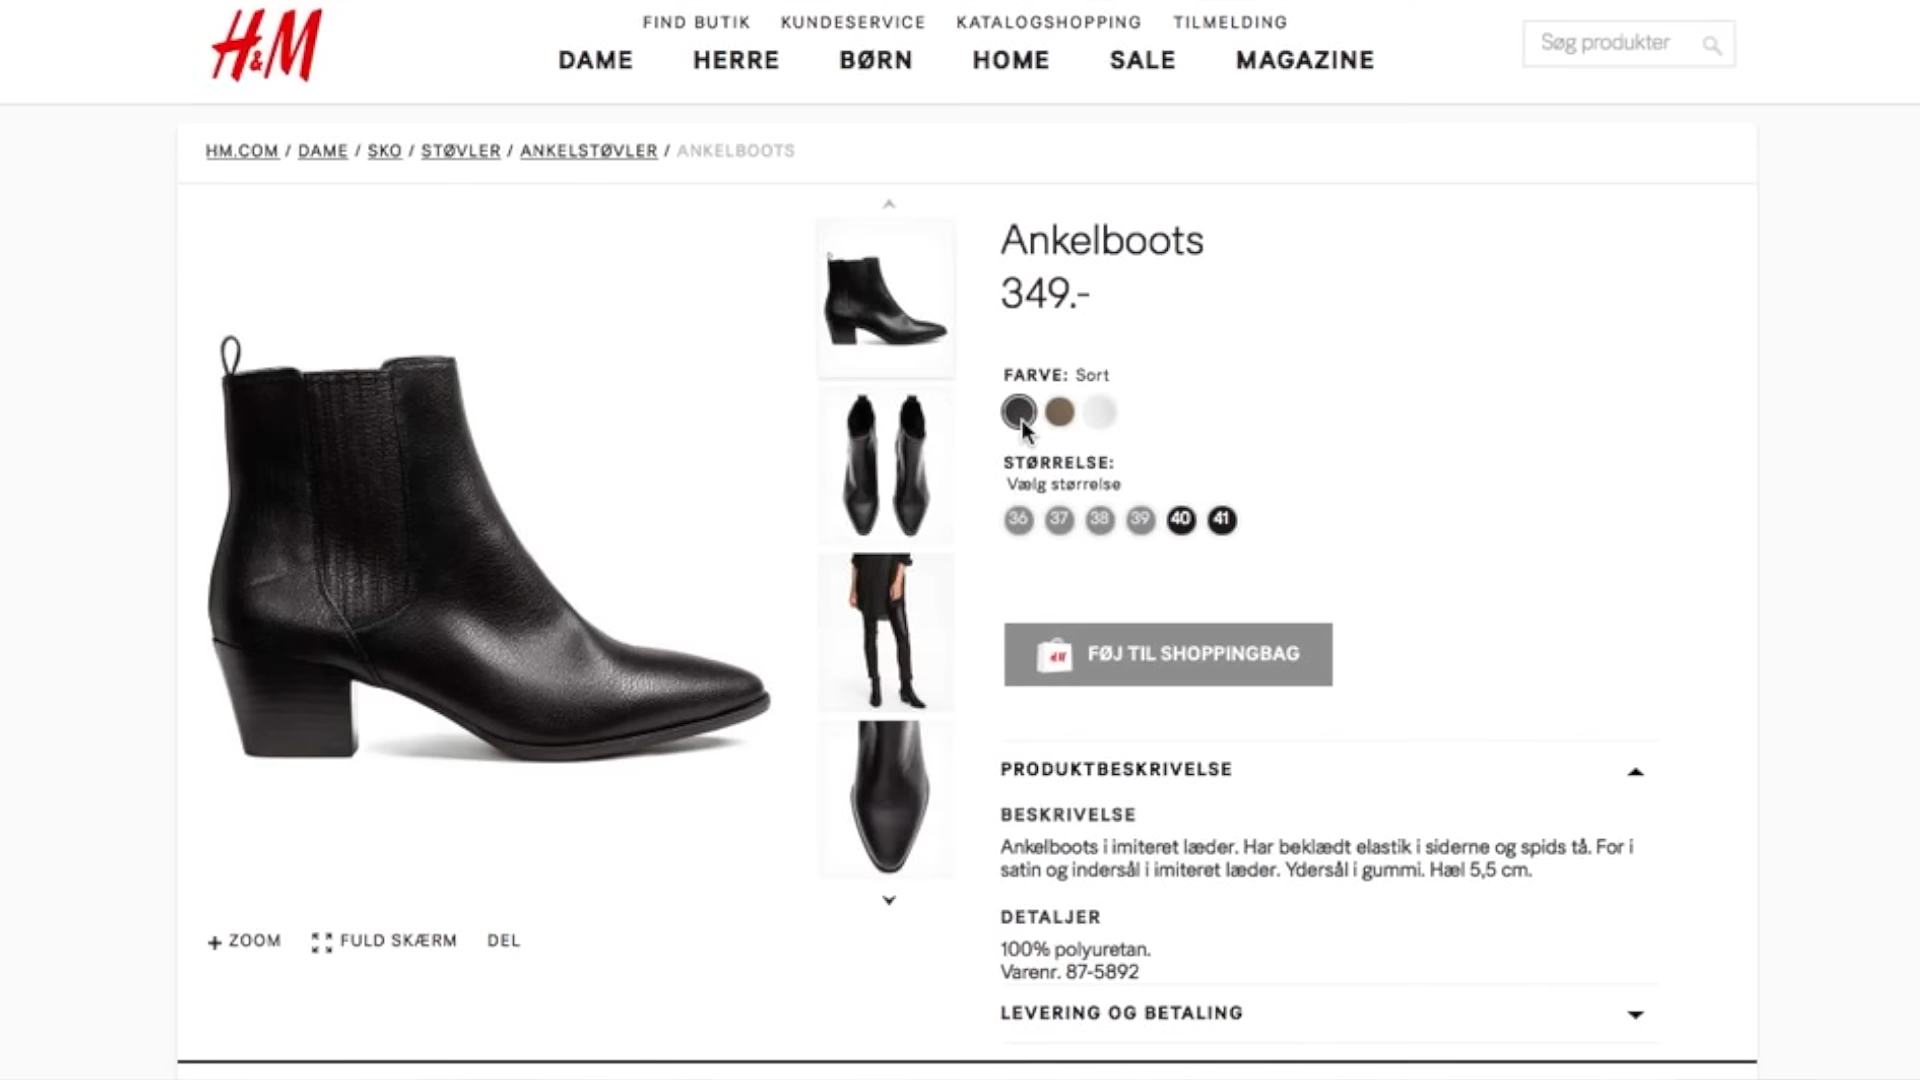 H&M
FIND BUTIK KUNDESERVICE KATALOGSHOPPING TILMELDING
DAME HERRE BØRN HOME SALE MAGAZINE
Søg produkter
HM.COM / DAME / SKO / STØVLER / ANKELSTØVLER / ANKELBOOTS
Ankelboots
349.-
FARVE: Sort
STØRRELSE:
Vælg størrelse
36 37 38 39 40 41
H&M FØJ TIL SHOPPINGBAG
PRODUKTBESKRIVELSE
BESKRIVELSE
Ankelboots i imiteret læder. Har beklædt elastik i siderne og spids tå. For i
satin og indersål i imiteret læder. Ydersål i gummi. Hæl 5,5 cm.
DETALJER
100% polyuretan.
Varenr. 87-5892
LEVERING OG BETALING
+ ZOOM FULD SKÆRM DEL